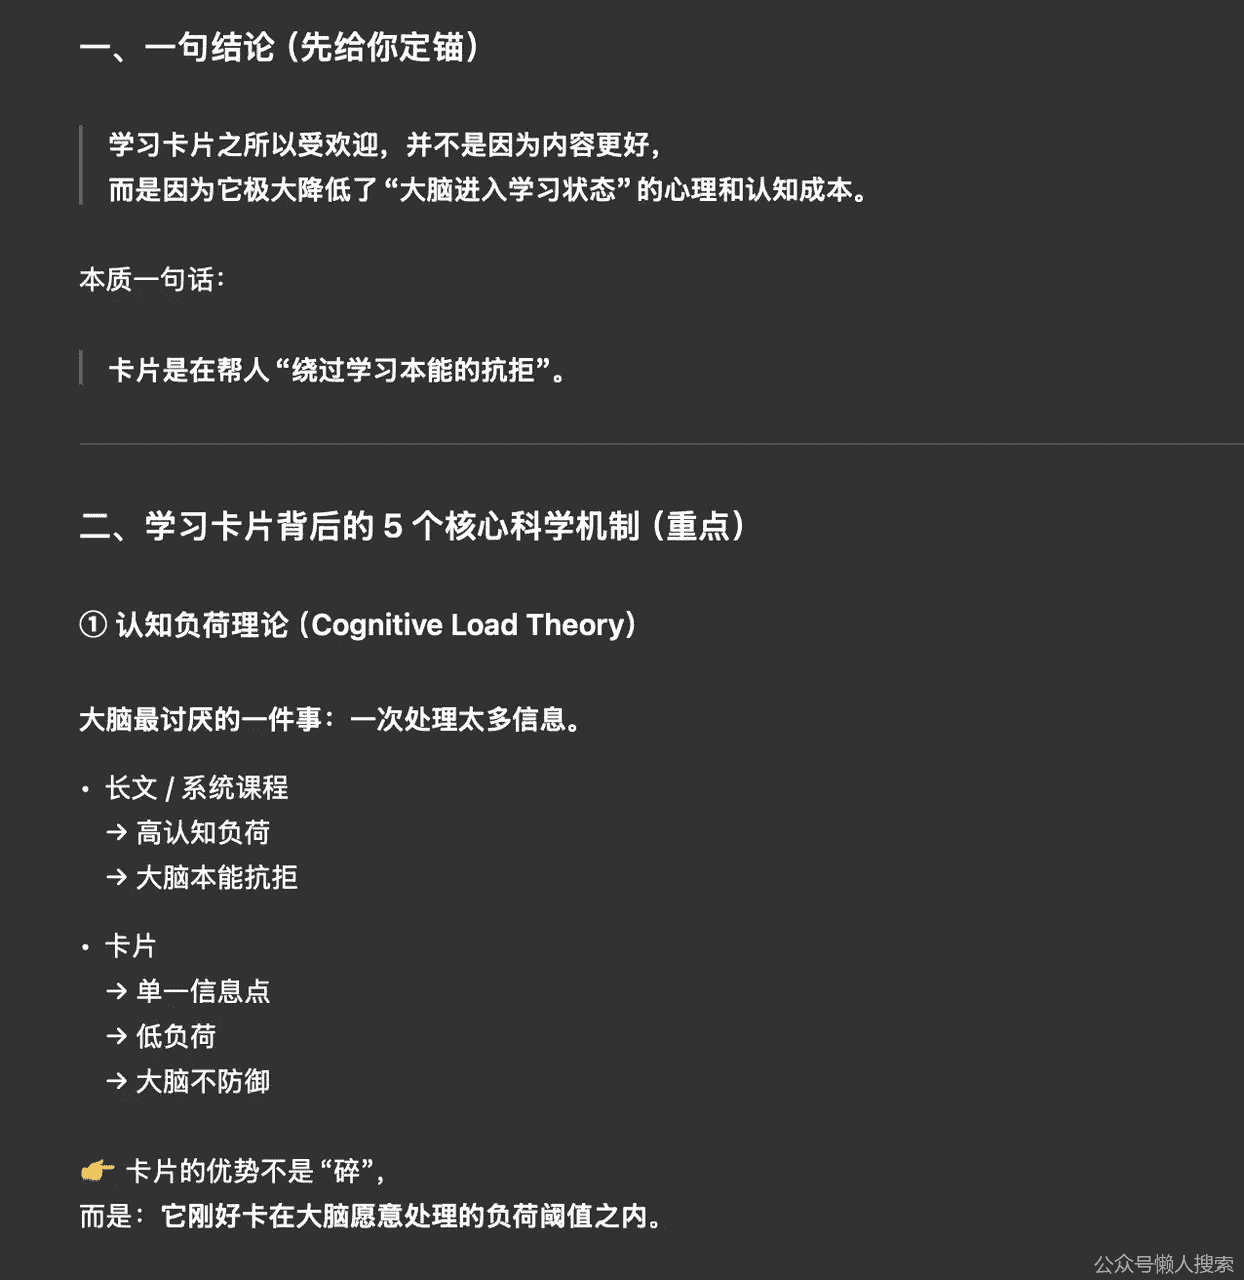 一、一句结论（先给你定锚）
学习卡片之所以受欢迎，并不是因为内容更好，
而是因为它极大降低了“大脑进入学习状态”的心理和认知成本。
本质一句话：
卡片是在帮人“绕过学习本能的抗拒”。
二、学习卡片背后的 5 个核心科学机制（重点）
① 认知负荷理论（Cognitive Load Theory）
大脑最讨厌的一件事：一次处理太多信息。
• 长文 / 系统课程
→ 高认知负荷
→ 大脑本能抗拒
• 卡片
→ 单一信息点
→ 低负荷
→ 大脑不防御
👉 卡片的优势不是“碎”，
而是：它刚好卡在大脑愿意处理的负荷阈值之内。
公众号懒人搜索